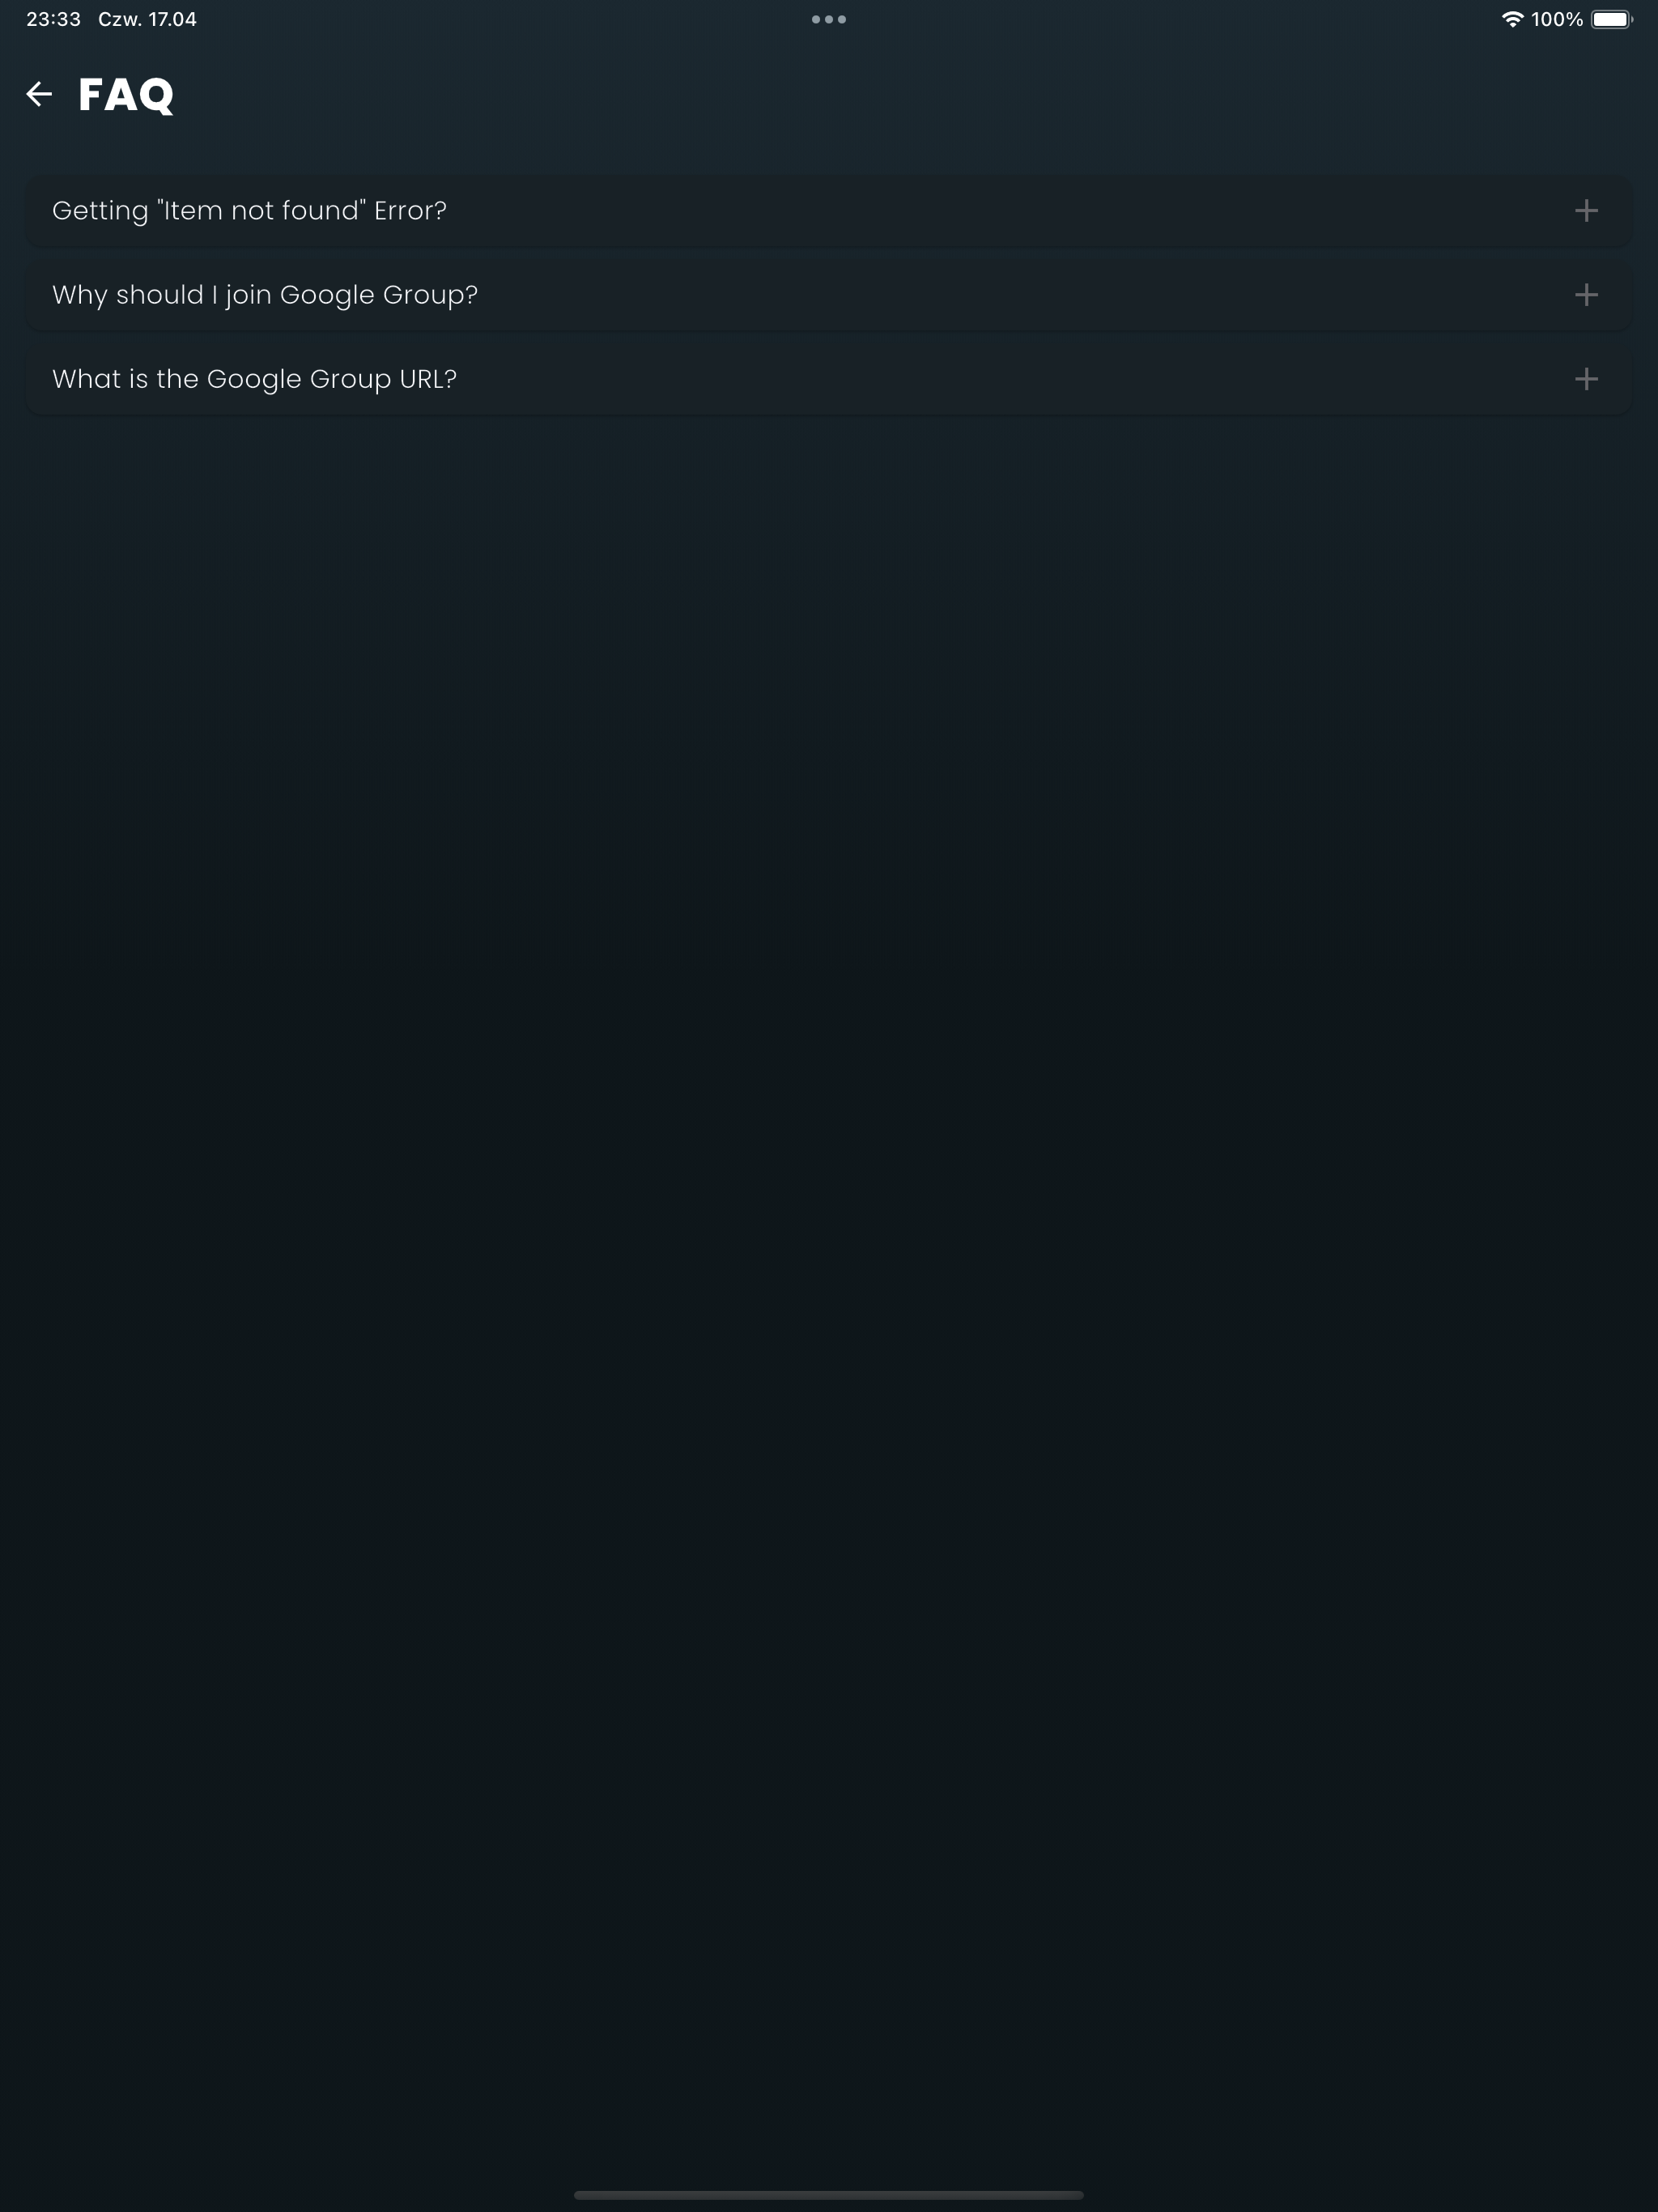 23:33 Czw. 17.04 100%
FAQ
Getting "Item not found" Error?
Why should I join Google Group?
What is the Google Group URL?